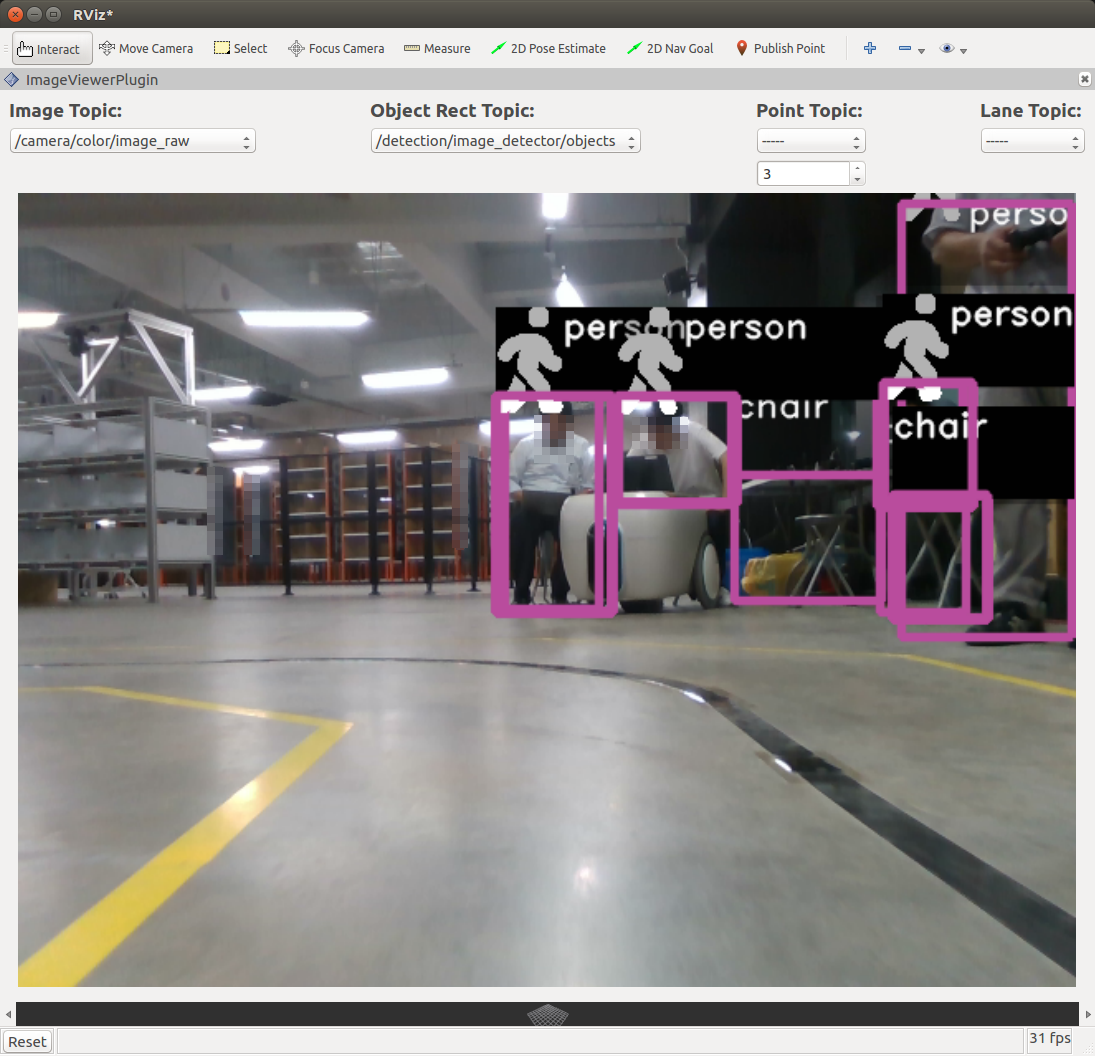 RViz*
Interact Move Camera Select Focus Camera Measure 2D Pose Estimate 2D Nav Goal Publish Point
ImageViewerPlugin
Image Topic: Object Rect Topic: Point Topic: Lane Topic:
/camera/color/image_raw /detection/image_detector/objects ----- -----
3
perso
person
person person
chair
chair
Reset 31 fps